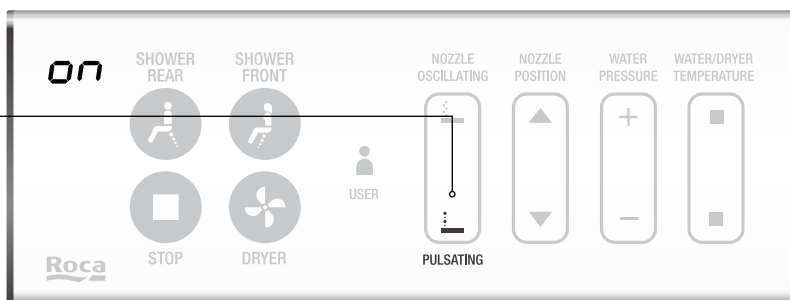 on
SHOWER
REAR
SHOWER
FRONT
NOZZLE
OSCILLATING
NOZZLE
POSITION
WATER
PRESSURE
WATER/DRYER
TEMPERATURE
USER
STOP
DRYER
PULSATING
Roca